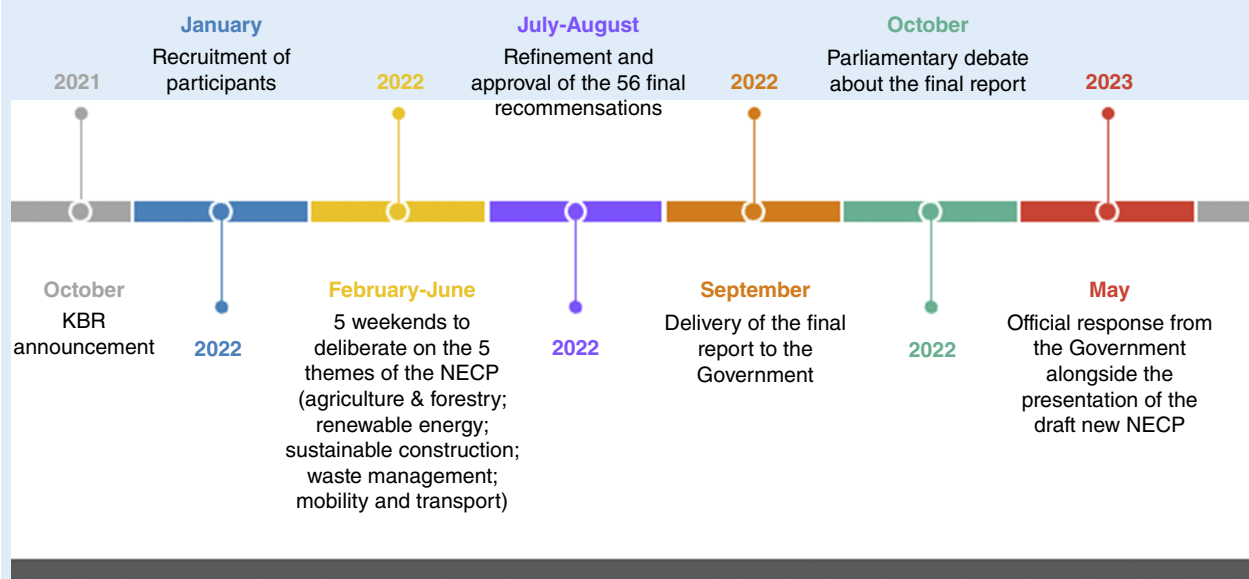 2021
October
KBR
announcement
January
Recruitment of
participants
2022
2022
February-June
5 weekends to
deliberate on the 5
themes of the NECP
(agriculture & forestry;
renewable energy;
sustainable construction;
waste management;
mobility and transport)
July-August
Refinement and
approval of the 56 final
recommensations
2022
2022
September
Delivery of the final
report to the
Government
October
Parliamentary debate
about the final report
2022
2023
May
Official response from
the Government
alongside the
presentation of the
draft new NECP